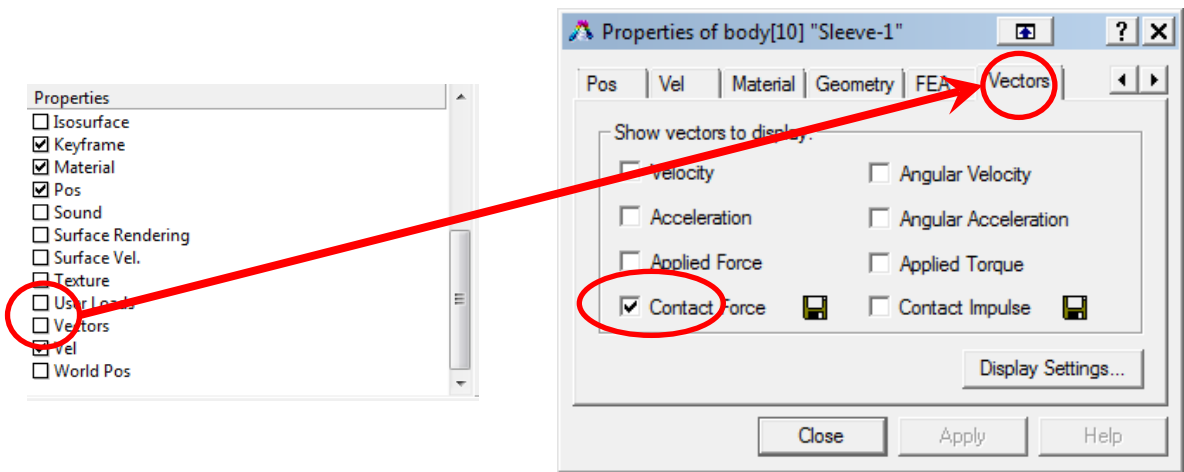 Properties
Isosurface
Keyframe
Material
Pos
Sound
Surface Rendering
Surface Vel.
Texture
User Loads
Vectors
Vel
World Pos
Properties of body[10] "Sleeve-1"
Pos Vel Material Geometry FEA Vectors
Show vectors to display:
Velocity Angular Velocity
Acceleration Angular Acceleration
Applied Force Applied Torque
Contact Force Contact Impulse
Display Settings...
Close Apply Help